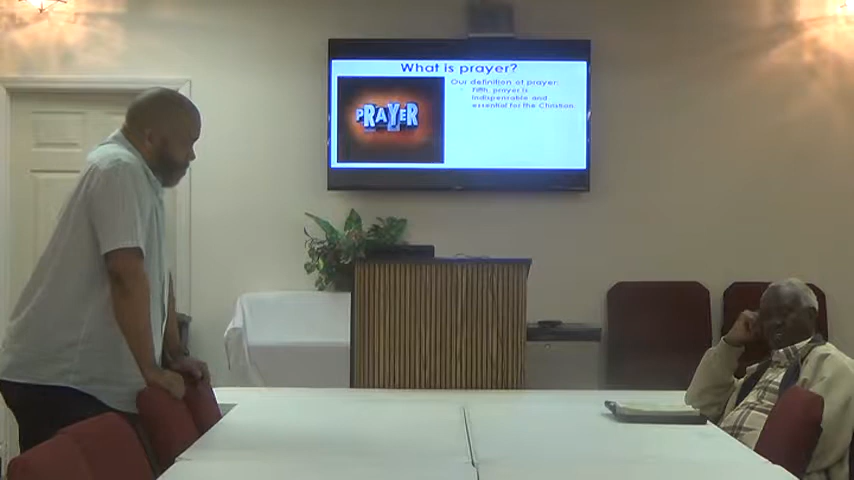 What is prayer?
Our definition of prayer:
Fifth, prayer is
indispensable and
essential for the Christian.
PRAYER